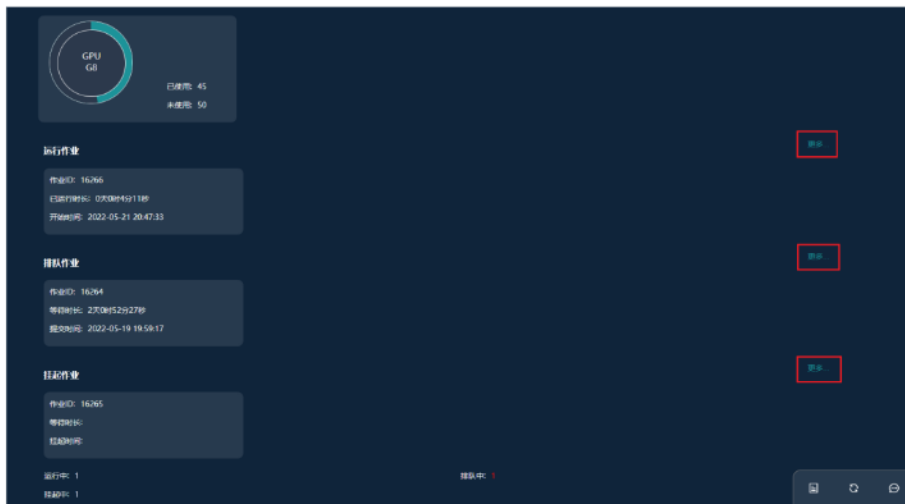 GPU
G8
已使用: 45
未使用: 50
运行作业
更多...
作业ID: 16266
已运行时长: 0天0时4分11秒
开始时间: 2022-05-21 20:47:33
排队作业
更多...
作业ID: 16264
等待时长: 2天0时52分27秒
提交时间: 2022-05-19 19:59:17
挂起作业
更多...
作业ID: 16265
等待时长:
挂起时间:
运行中: 1
排队中: 1
挂起中: 1